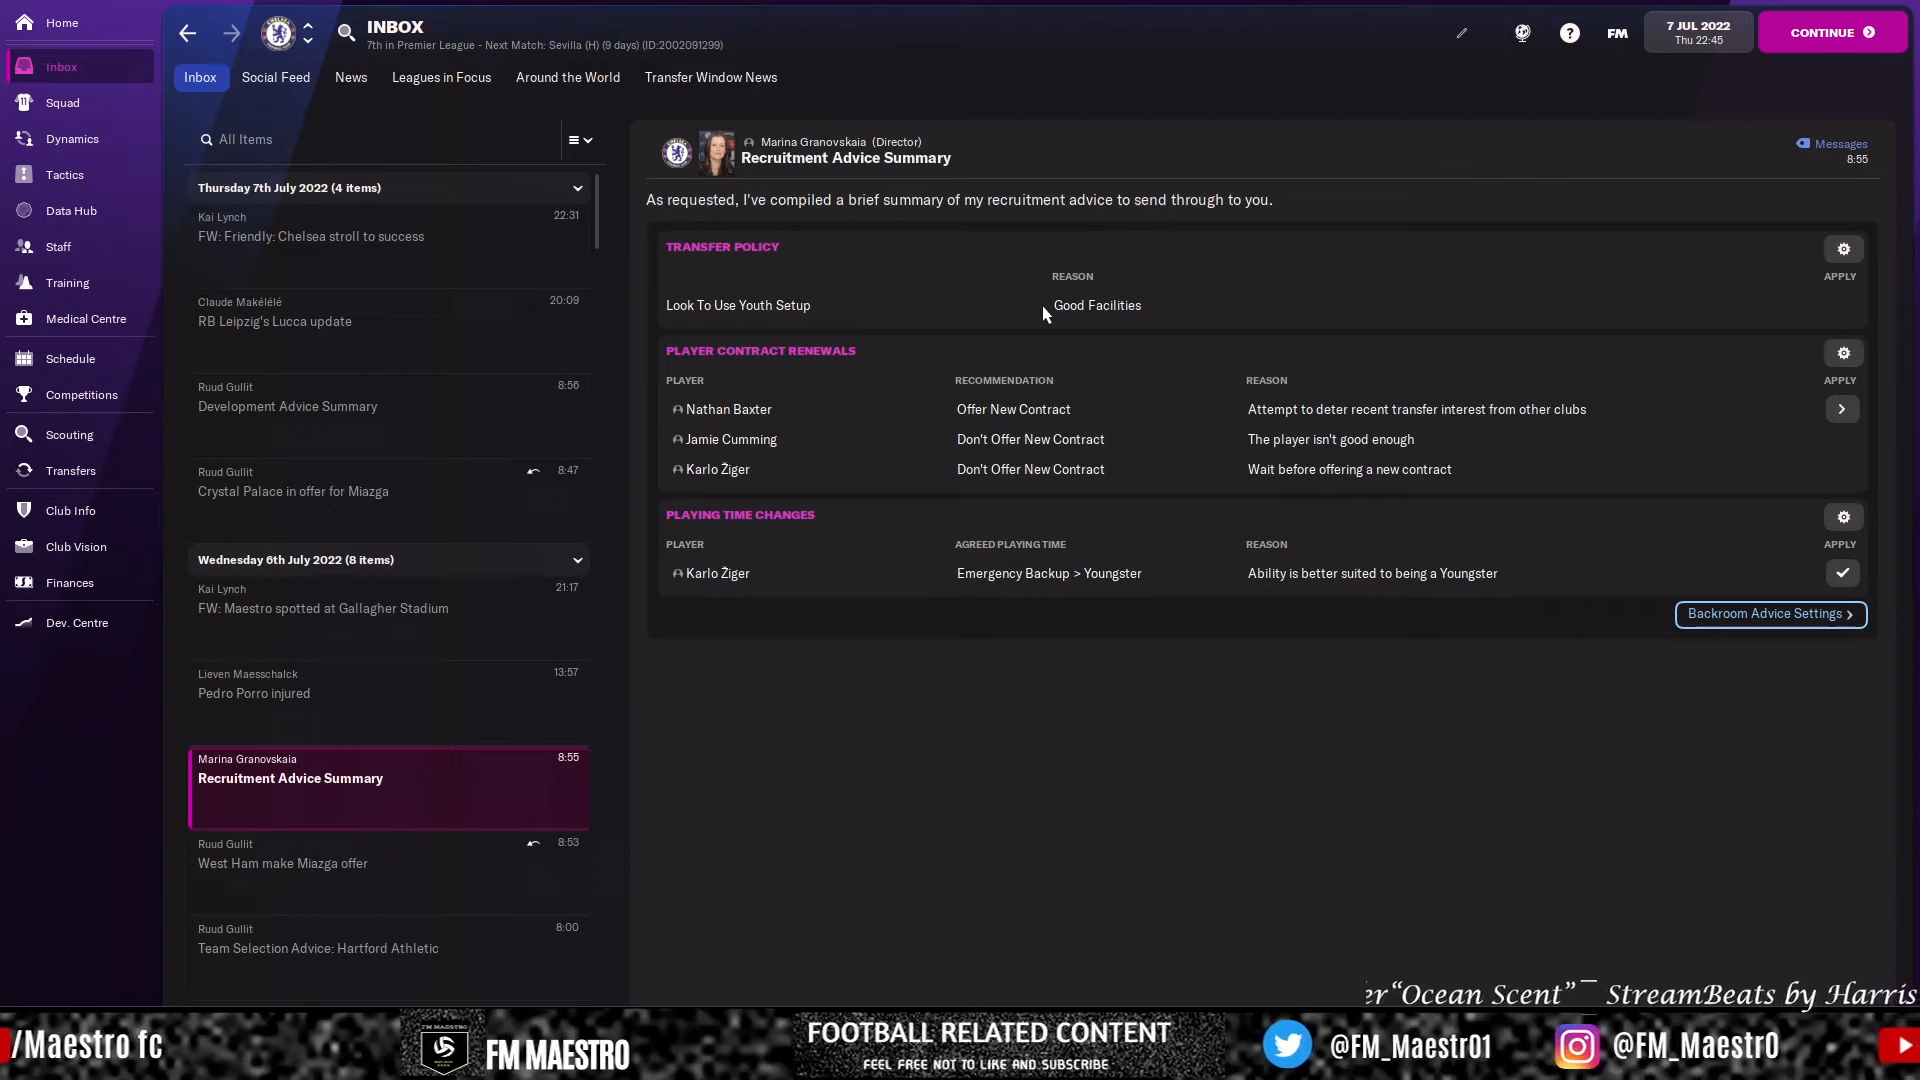 Home
Inbox
Squad
Dynamics
Tactics
Data Hub
Staff
Training
Medical Centre
Schedule
Competitions
Scouting
Transfers
Club Info
Club Vision
Finances
Dev. Centre
INBOX
7th in Premier League - Next Match: Sevilla (H) (9 days) (ID:2002091299)
FM
7 JUL 2022
Thu 22:45
CONTINUE
Inbox Social Feed News Leagues in Focus Around the World Transfer Window News
All Items
Thursday 7th July 2022 (4 items)
Kai Lynch 22:31
FW: Friendly: Chelsea stroll to success
Claude Makélélé 20:09
RB Leipzig's Lucca update
Ruud Gullit 8:56
Development Advice Summary
Ruud Gullit 8:47
Crystal Palace in offer for Miazga
Wednesday 6th July 2022 (8 items)
Kai Lynch 21:17
FW: Maestro spotted at Gallagher Stadium
Lieven Maesschalck 13:57
Pedro Porro injured
Marina Granovskaia 8:55
Recruitment Advice Summary
Ruud Gullit 8:53
West Ham make Miazga offer
Ruud Gullit 8:00
Team Selection Advice: Hartford Athletic
Marina Granovskaia (Director)
Recruitment Advice Summary
Messages
8:55
As requested, I've compiled a brief summary of my recruitment advice to send through to you.
TRANSFER POLICY
REASON APPLY
Look To Use Youth Setup Good Facilities
PLAYER CONTRACT RENEWALS
PLAYER RECOMMENDATION REASON APPLY
Nathan Baxter Offer New Contract Attempt to deter recent transfer interest from other clubs
Jamie Cumming Don't Offer New Contract The player isn't good enough
Karlo Žiger Don't Offer New Contract Wait before offering a new contract
PLAYING TIME CHANGES
PLAYER AGREED PLAYING TIME REASON APPLY
Karlo Žiger Emergency Backup > Youngster Ability is better suited to being a Youngster
Backroom Advice Settings >
er“Ocean Scent” – StreamBeats by Harris
/Maestro fc
FM MAESTRO
FM MAESTRO
FOOTBALL RELATED CONTENT
FEEL FREE NOT TO LIKE AND SUBSCRIBE
@FM_Maestr01
@FM_Maestr0